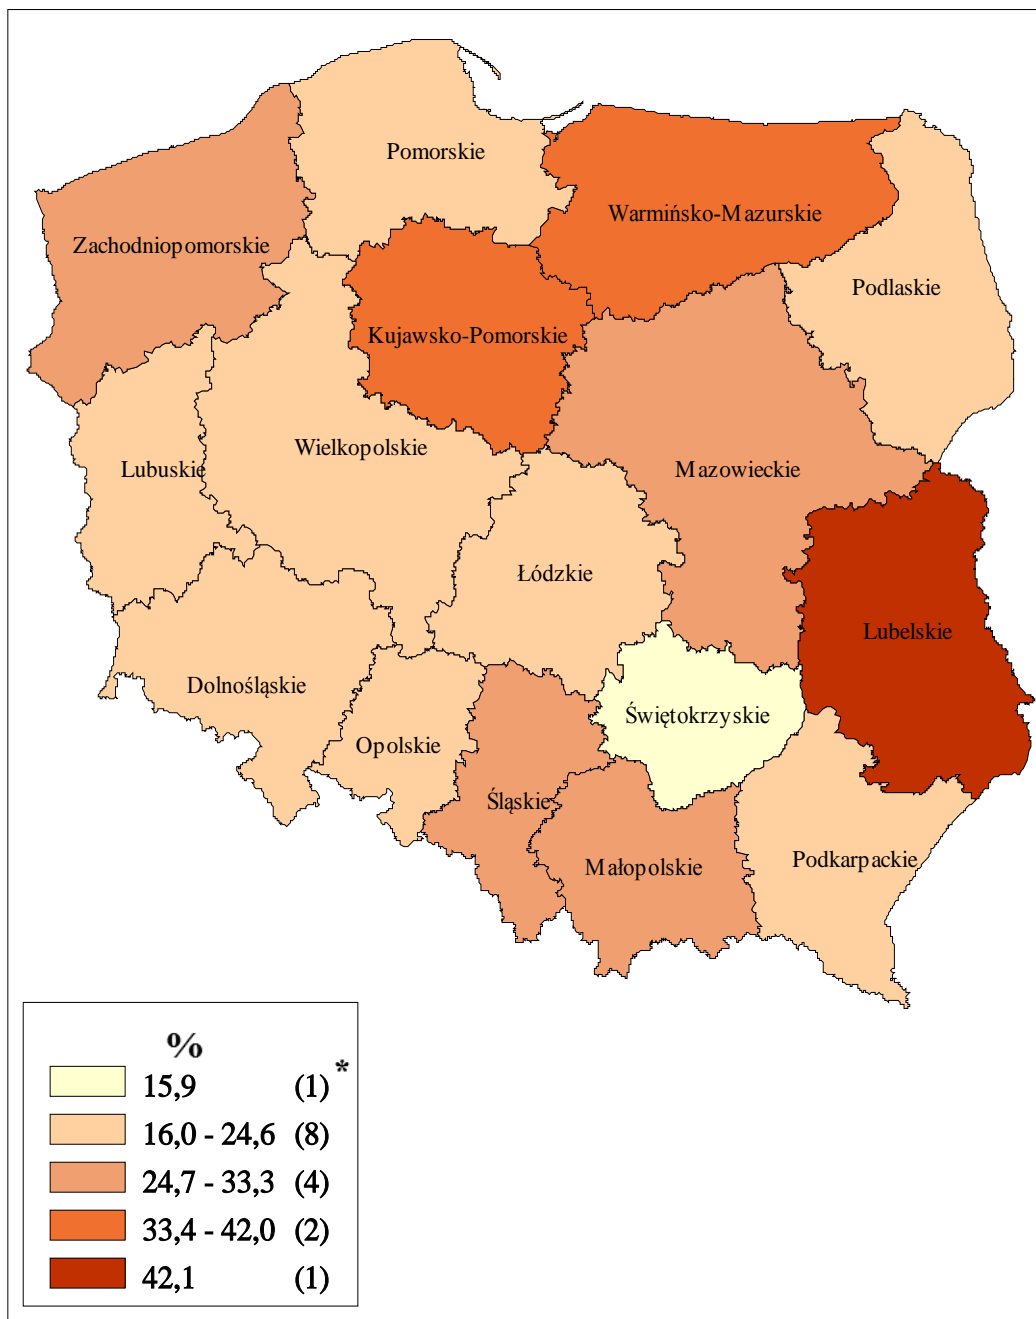 Pomorskie
Warmińsko-Mazurskie
Zachodniopomorskie
Podlaskie
Kujawsko-Pomorskie
Wielkopolskie
Lubuskie
Mazowieckie
Łódzkie
Lubelskie
Dolnośląskie
Świętokrzyskie
Opolskie
Śląskie
Podkarpackie
Małopolskie
%
15,9 (1) *
16,0 - 24,6 (8)
24,7 - 33,3 (4)
33,4 - 42,0 (2)
42,1 (1)